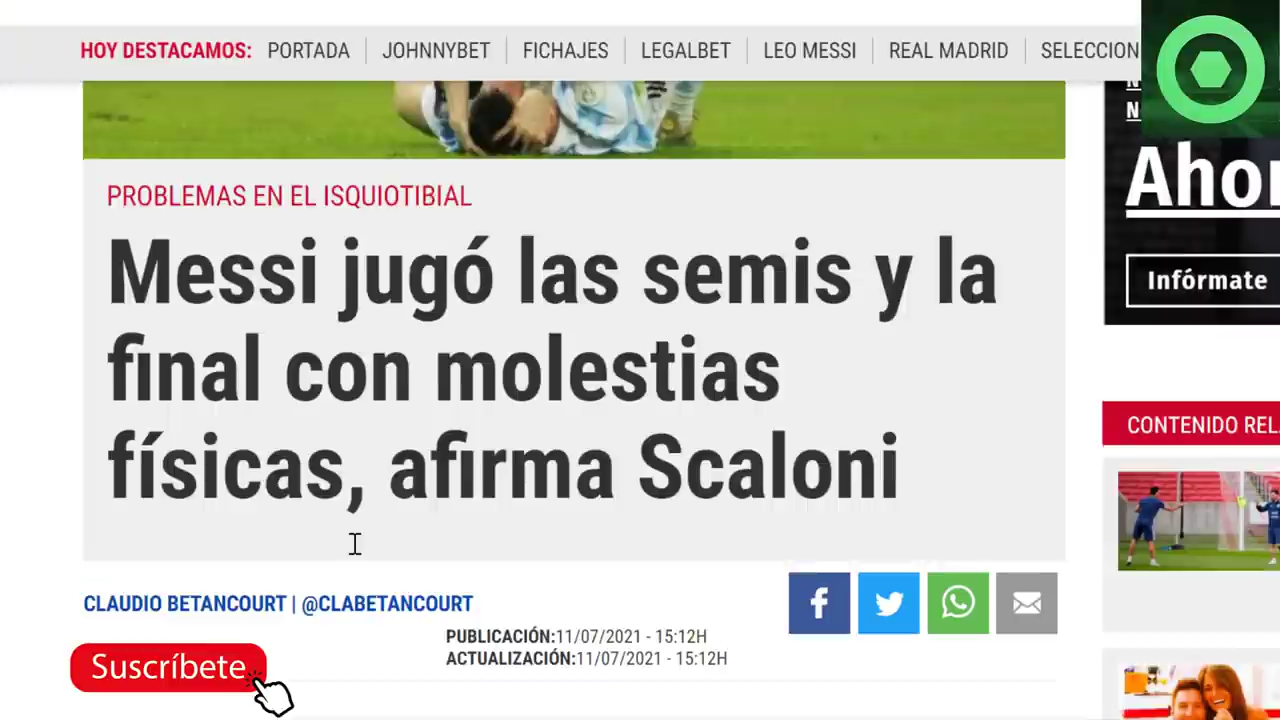 HOY DESTACAMOS: PORTADA JOHNNYBET FICHAJES LEGALBET LEO MESSI REAL MADRID SELECCION
PROBLEMAS EN EL ISQUIOTIBIAL
Messi jugó las semis y la
final con molestias
físicas, afirma Scaloni
Ahor
Infórmate
CONTENIDO REL
CLAUDIO BETANCOURT | @CLABETANCOURT
PUBLICACIÓN:11/07/2021 - 15:12H
ACTUALIZACIÓN:11/07/2021 - 15:12H
Suscríbete